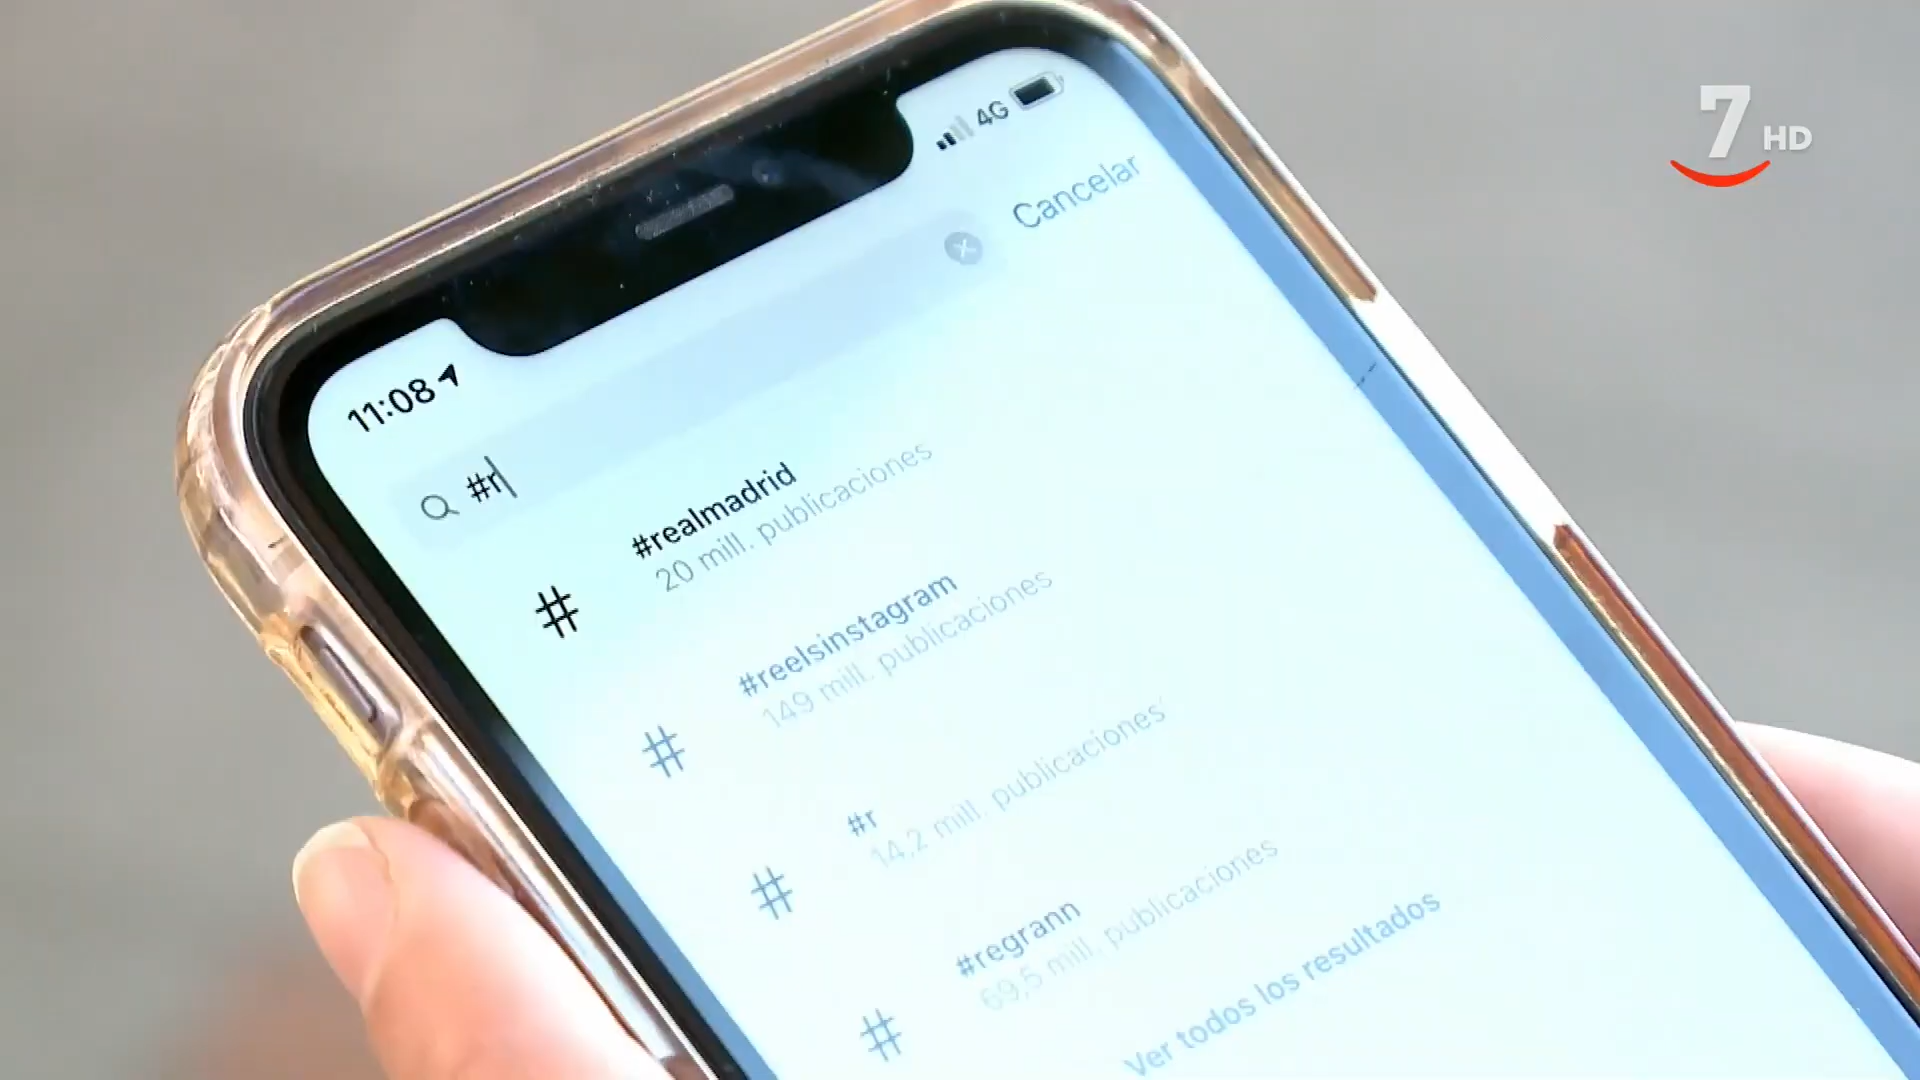 7 HD
11:08
4G
Cancelar
#r
#realmadrid
20 mill. publicaciones
#reelsinstagram
149 mill. publicaciones
#r
14,2 mill. publicaciones
#regrann
69,5 mill. publicaciones
Ver todos los resultados